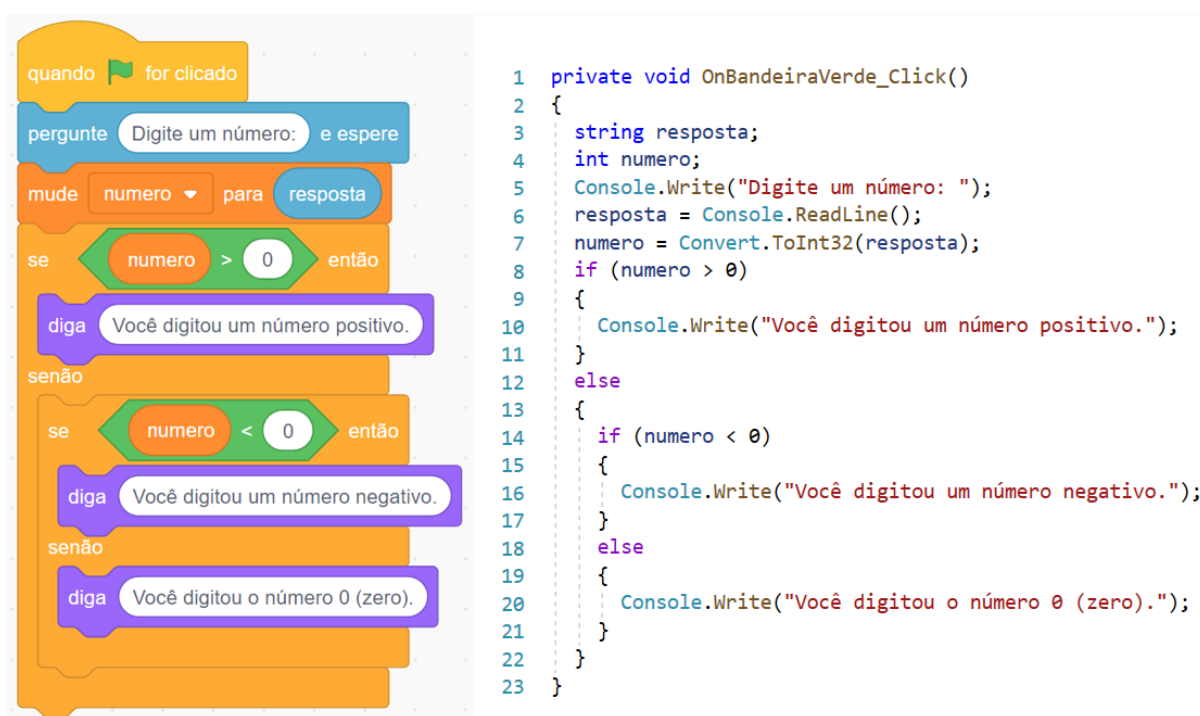 quando for clicado
pergunte Digite um número: e espere
mude numero para resposta
se numero > 0 então
diga Você digitou um número positivo.
senão
se numero < 0 então
diga Você digitou um número negativo.
senão
diga Você digitou o número 0 (zero).
1 private void OnBandeiraVerde_Click()
2 {
3 string resposta;
4 int numero;
5 Console.Write("Digite um número: ");
6 resposta = Console.ReadLine();
7 numero = Convert.ToInt32(resposta);
8 if (numero > 0)
9 {
10 Console.Write("Você digitou um número positivo.");
11 }
12 else
13 {
14 if (numero < 0)
15 {
16 Console.Write("Você digitou um número negativo.");
17 }
18 else
19 {
20 Console.Write("Você digitou o número 0 (zero).");
21 }
22 }
23 }